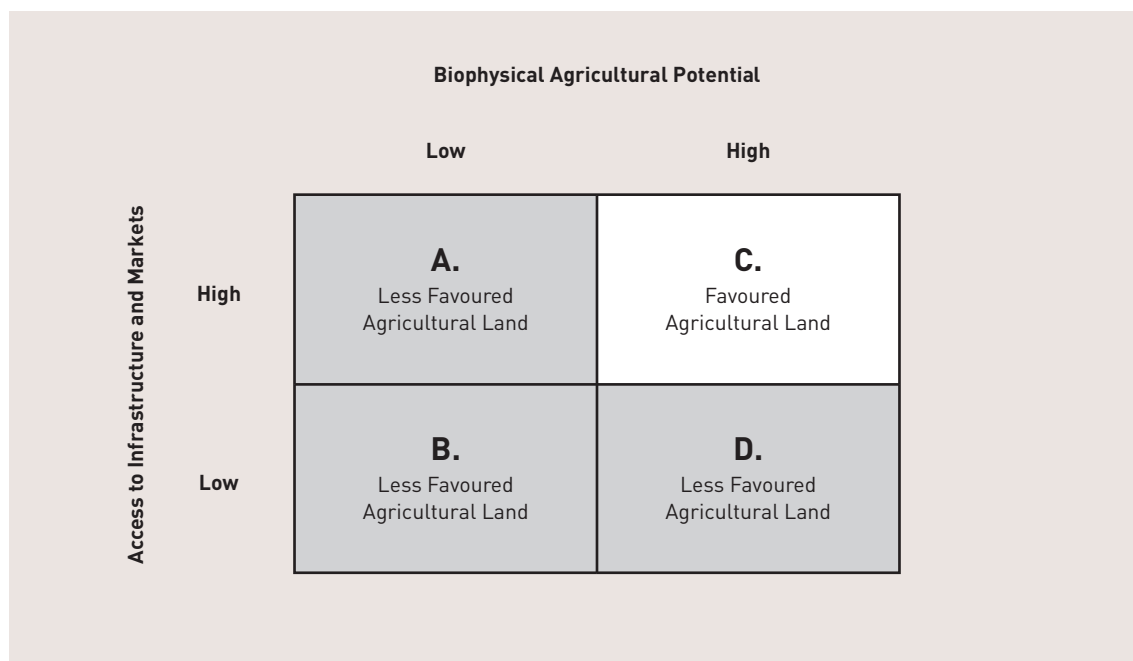 Biophysical Agricultural Potential
Low
High
Access to Infrastructure and Markets
High
A.
Less Favoured
Agricultural Land
C.
Favoured
Agricultural Land
Low
B.
Less Favoured
Agricultural Land
D.
Less Favoured
Agricultural Land